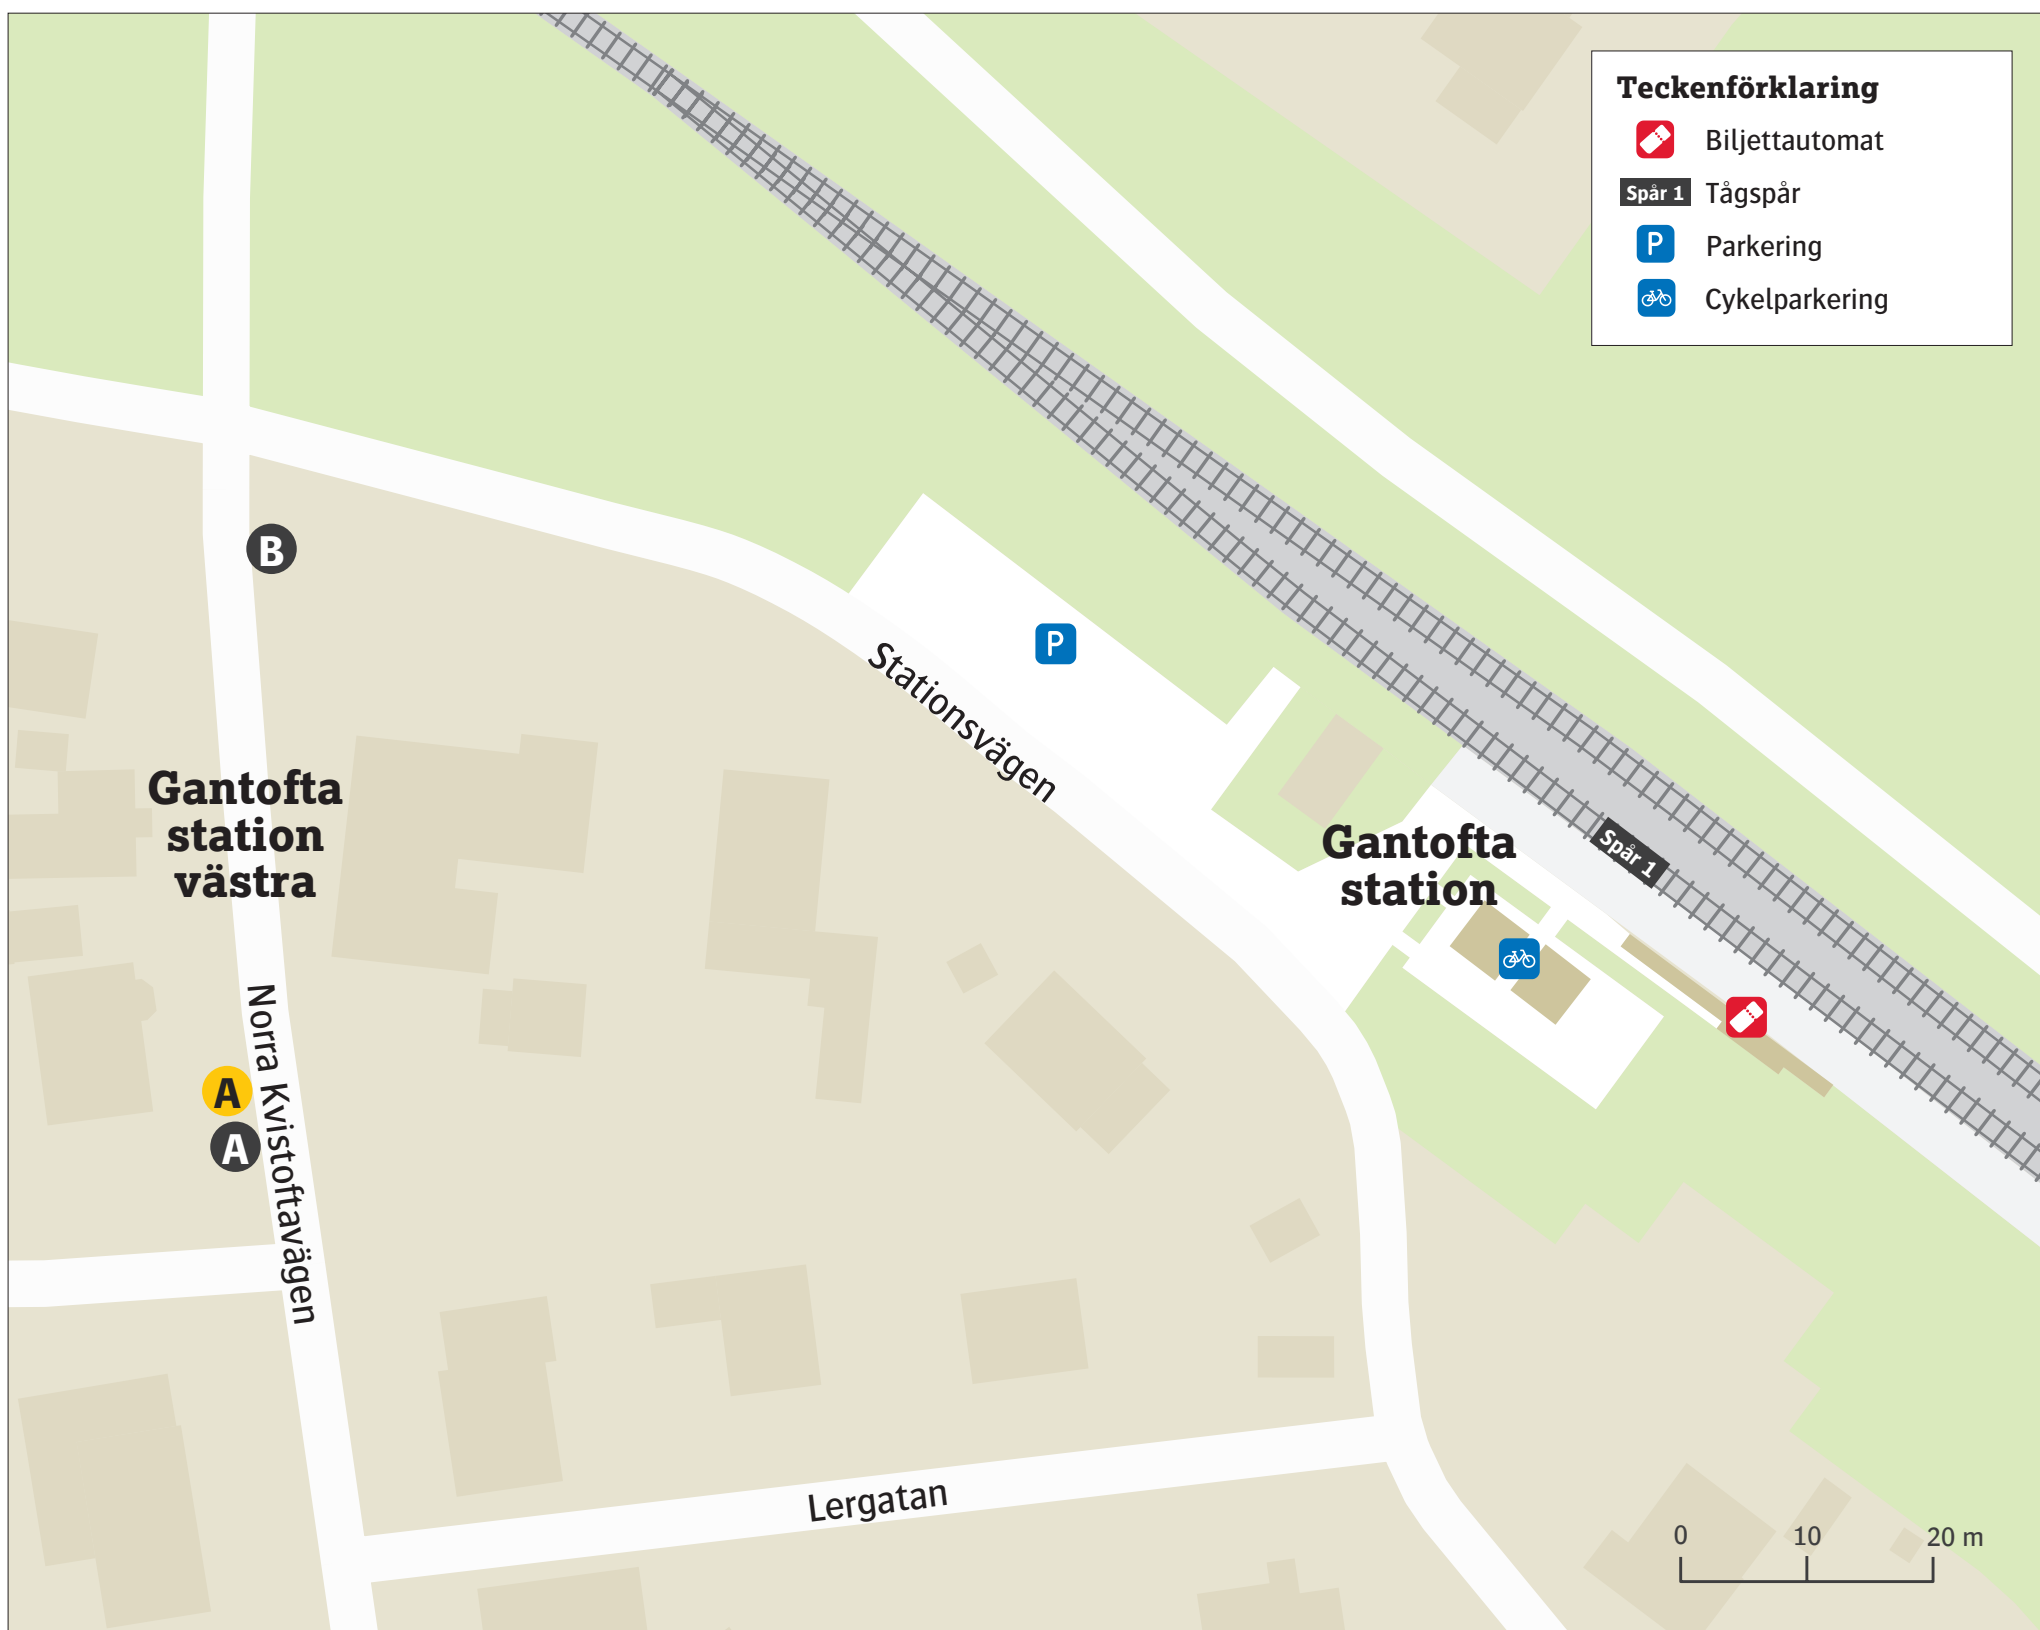 Teckenförklaring
Biljettautomat
Spår 1 Tågspår
P Parkering
Cykelparkering
B
P
Stationsvägen
Gantofta
station
västra
Gantofta
station
Spår 1
Norra Kvistoftavägen
A
A
Lergatan
0 10 20 m